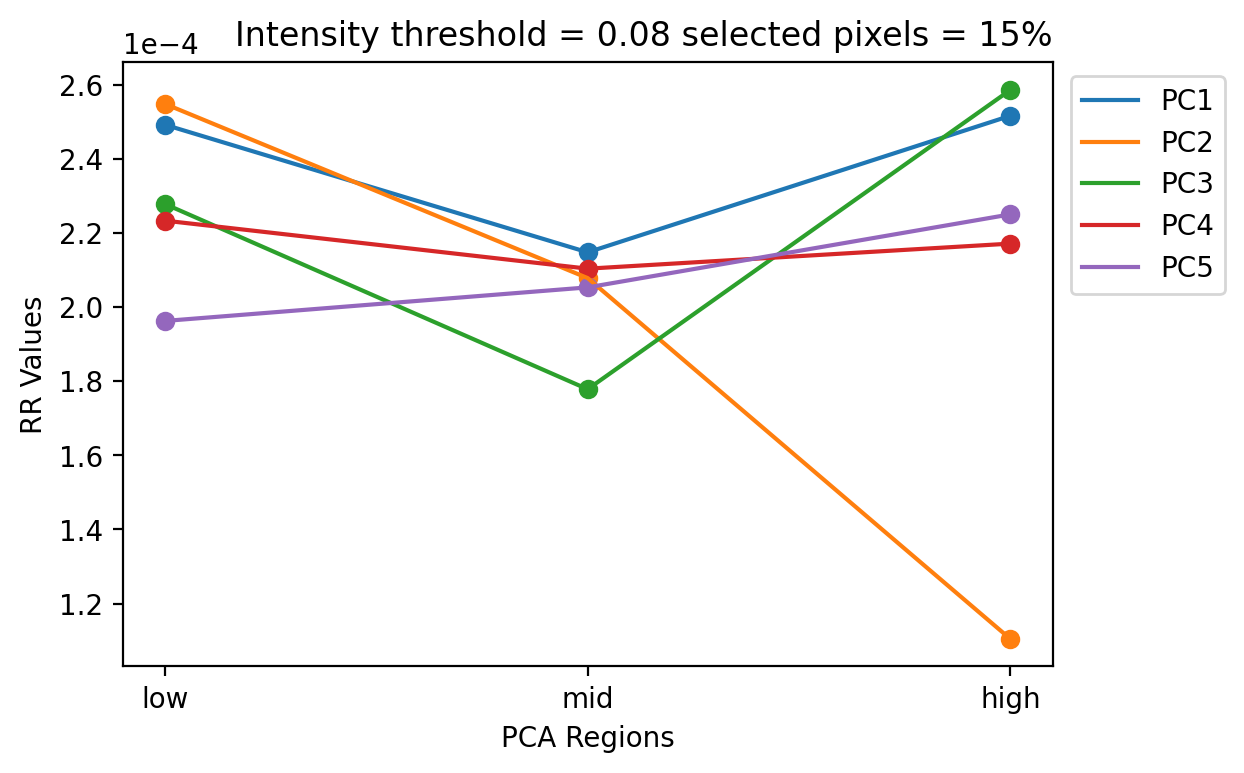 Intensity threshold = 0.08 selected pixels = 15%
1e−4
2.6
2.4
2.2
2.0
1.8
1.6
1.4
1.2
RR Values
low mid high
PCA Regions
PC1
PC2
PC3
PC4
PC5